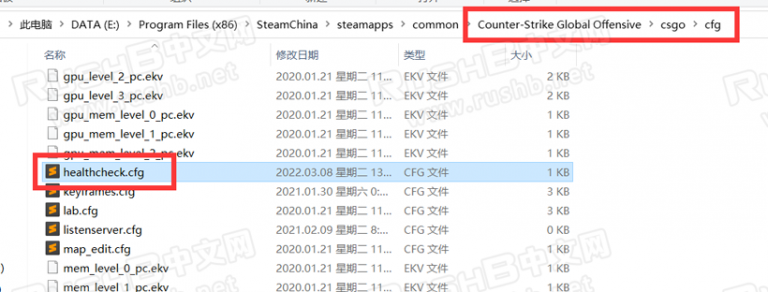 此电脑 › DATA (E:) › Program Files (x86) › SteamChina › steamapps › common › Counter-Strike Global Offensive › csgo › cfg
名称 修改日期 类型 大小
gpu_level_2_pc.ekv 2020.01.21 星期二 11... EKV 文件 2 KB
gpu_level_3_pc.ekv 2020.01.21 星期二 11... EKV 文件 2 KB
gpu_mem_level_0_pc.ekv 2020.01.21 星期二 11... EKV 文件 1 KB
gpu_mem_level_1_pc.ekv 2020.01.21 星期二 11... EKV 文件 1 KB
gpu_mem_level_2_pc.ekv 2020.01.21 星期二 11... EKV 文件 1 KB
healthcheck.cfg 2022.03.08 星期二 13... CFG 文件 1 KB
keyframes.cfg 2021.01.30 星期六 0:... CFG 文件 3 KB
lab.cfg 2020.01.21 星期二 11... CFG 文件 3 KB
listenserver.cfg 2021.02.09 星期二 8:... CFG 文件 0 KB
map_edit.cfg 2020.01.21 星期二 11... CFG 文件 3 KB
mem_level_0_pc.ekv 2020.01.21 星期二 11... EKV 文件 1 KB
mem_level_1_pc.ekv 2020.01.21 星期二 11... EKV 文件 1 KB
RUSHB中文网
www.rushb.net